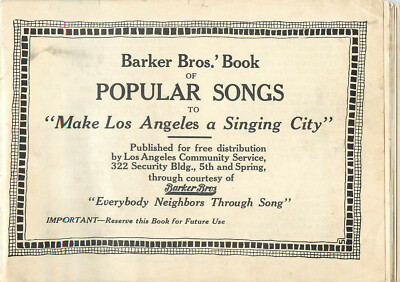 Barker Bros.' Book
OF
POPULAR SONGS
TO
"Make Los Angeles a Singing City"
Published for free distribution
by Los Angeles Community Service,
322 Security Bldg., 5th and Spring,
through courtesy of
Barker Bros
"Everybody Neighbors Through Song"
IMPORTANT—Reserve this Book for Future Use